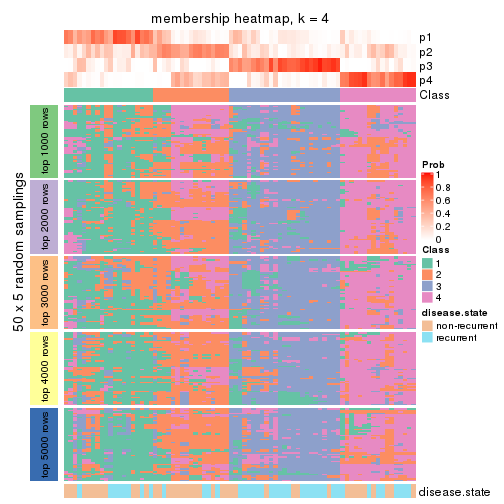 membership heatmap, k = 4
p1
p2
p3
p4
Class
50 x 5 random samplings
top 1000 rows
top 2000 rows
top 3000 rows
top 4000 rows
top 5000 rows
disease.state
Prob
1
0.8
0.6
0.4
0.2
0
Class
1
2
3
4
disease.state
non-recurrent
recurrent